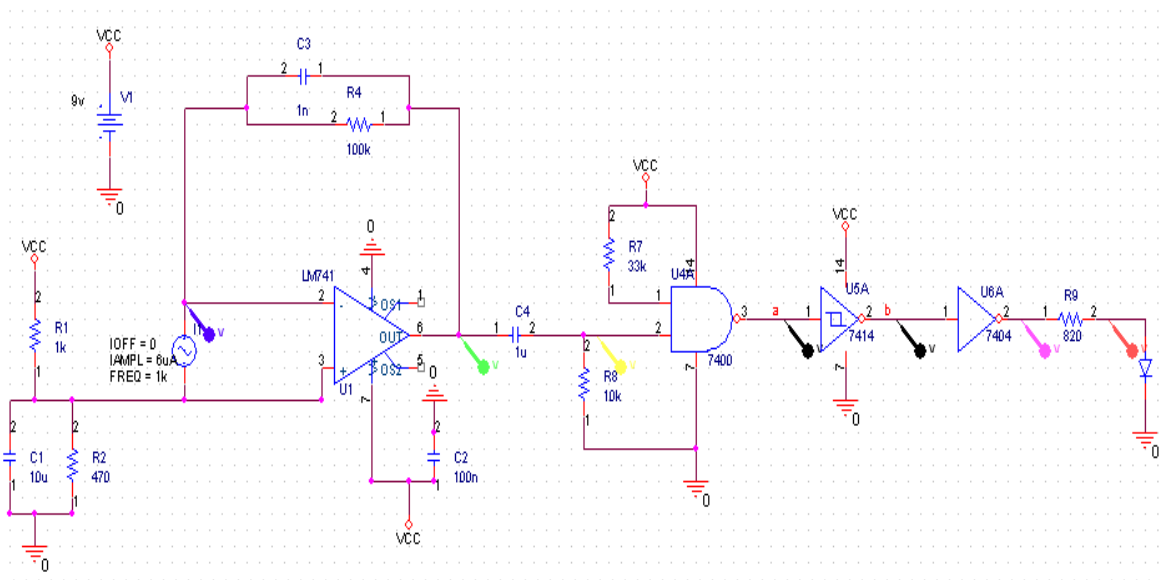 VCC
9v
V1
0
C3
2
1
1n
R4
2
1
100k
VCC
2
R1
1k
1
IOFF = 0
IAMPL = 6uA
FREQ = 1k
I1
v
2
C1
10u
1
2
R2
470
1
0
0
4
LM741
2
-
OS1
1
OUT
6
3
+
OS2
5
U1
7
v
0
2
C2
100n
1
VCC
C4
1
2
1u
v
2
R8
10k
1
VCC
2
R7
33k
1
14
U4A
1
2
3
7400
7
0
a
v
VCC
14
U5A
1
2
7414
7
0
b
v
U6A
1
2
7404
v
R9
1
2
820
v
0